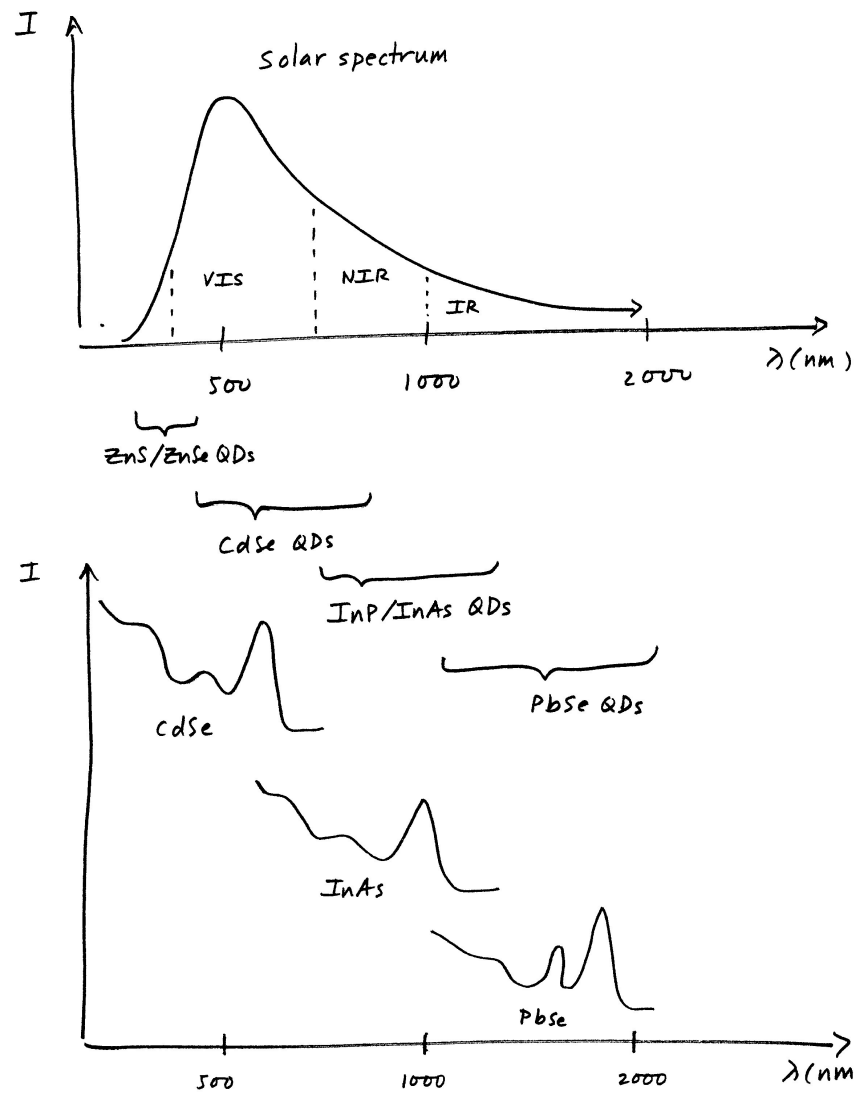 I
Solar spectrum
VIS
NIR
IR
500
1000
2000
λ(nm)
ZnS/ZnSe QDs
CdSe QDs
I
InP/InAs QDs
PbSe QDs
CdSe
InAs
PbSe
500
1000
2000
λ(nm